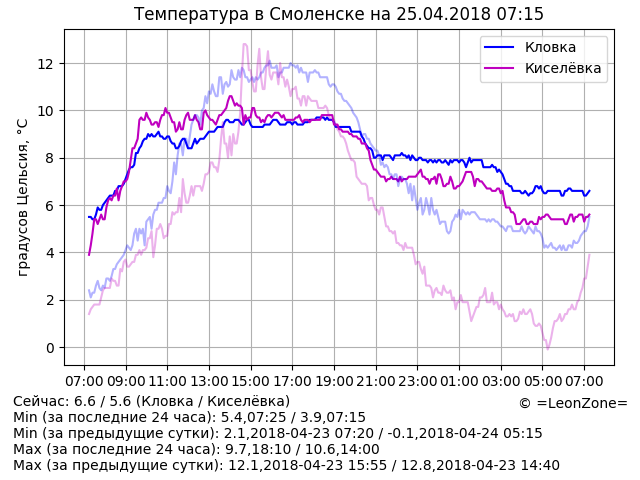 Температура в Смоленске на 25.04.2018 07:15
градусов Цельсия, °C
12
10
8
6
4
2
0
Кловка
Киселёвка
07:00 09:00 11:00 13:00 15:00 17:00 19:00 21:00 23:00 01:00 03:00 05:00 07:00
Сейчас: 6.6 / 5.6 (Кловка / Киселёвка)
© =LeonZone=
Min (за последние 24 часа): 5.4,07:25 / 3.9,07:15
Min (за предыдущие сутки): 2.1,2018-04-23 07:20 / -0.1,2018-04-24 05:15
Max (за последние 24 часа): 9.7,18:10 / 10.6,14:00
Max (за предыдущие сутки): 12.1,2018-04-23 15:55 / 12.8,2018-04-23 14:40